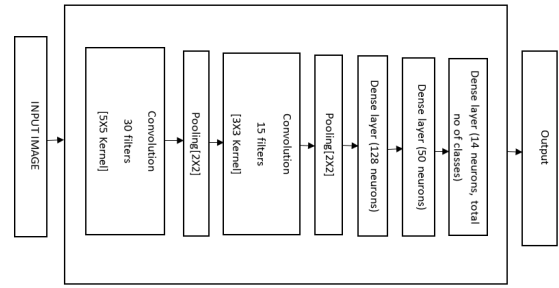 INPUT IMAGE
Convolution
30 filters
[5X5 Kernel]
Pooling[2X2]
Convolution
15 filters
[3X3 Kernel]
Pooling[2X2]
Dense layer (128 neurons)
Dense layer (50 neurons)
Dense layer (14 neurons, total
no of classes)
Output